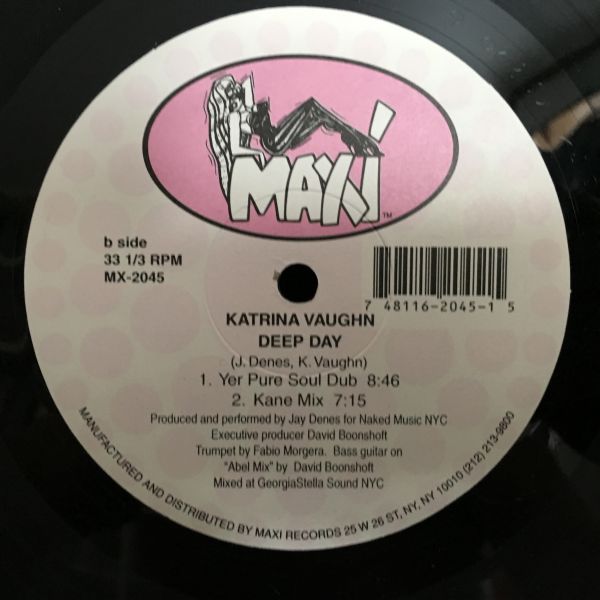 MAXI ™
b side
33 1/3 RPM
MX-2045
7 48116-2045-1 5
KATRINA VAUGHN
DEEP DAY
(J. Denes, K. Vaughn)
1. Yer Pure Soul Dub 8:46
2. Kane Mix 7:15
Produced and performed by Jay Denes for Naked Music NYC
Executive producer David Boonshoft
Trumpet by Fabio Morgera. Bass guitar on
"Abel Mix" by David Boonshoft
Mixed at GeorgiaStella Sound NYC
MANUFACTURED AND DISTRIBUTED BY MAXI RECORDS 25 W 26 ST, NY, NY 10010 (212) 213-9800